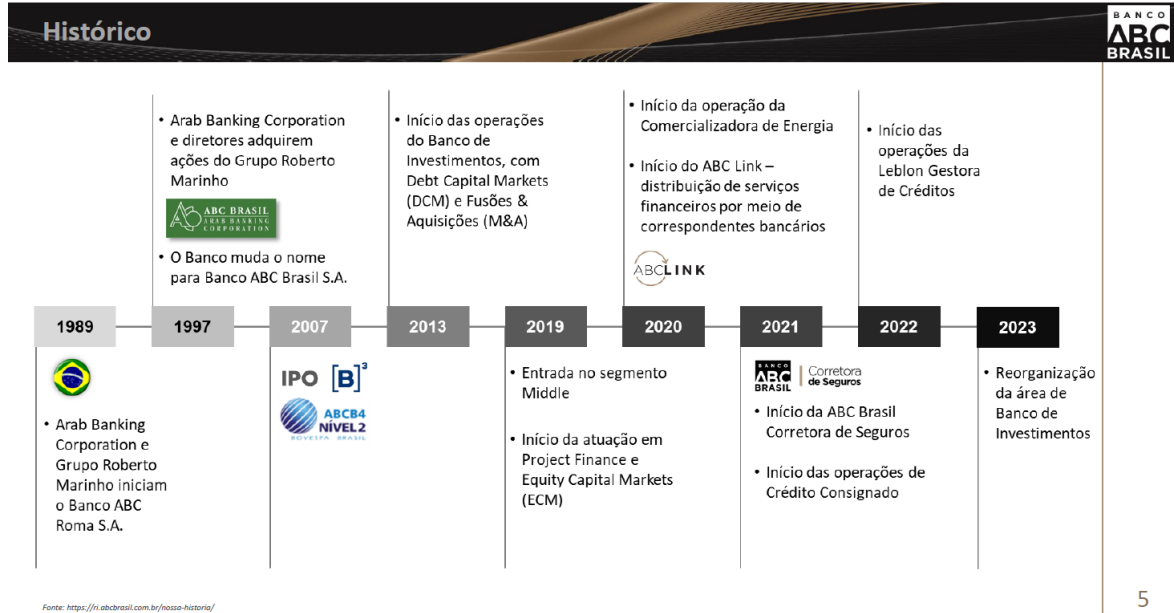 Histórico
BANCO
ABC
BRASIL
• Arab Banking Corporation
e diretores adquirem
ações do Grupo Roberto
Marinho
ABC BRASIL
ARAB BANKING
CORPORATION
• O Banco muda o nome
para Banco ABC Brasil S.A.
• Início das operações
do Banco de
Investimentos, com
Debt Capital Markets
(DCM) e Fusões &
Aquisições (M&A)
• Início da operação da
Comercializadora de Energia
• Início do ABC Link –
distribuição de serviços
financeiros por meio de
correspondentes bancários
ABCLINK
• Início das
operações da
Leblon Gestora
de Créditos
1989
1997
2007
2013
2019
2020
2021
2022
2023
• Arab Banking
Corporation e
Grupo Roberto
Marinho iniciam
o Banco ABC
Roma S.A.
IPO [B]³
ABCB4
NÍVEL 2
BOVESPA BRASIL
• Entrada no segmento
Middle
• Início da atuação em
Project Finance e
Equity Capital Markets
(ECM)
BANCO
ABC
BRASIL
Corretora
de Seguros
• Início da ABC Brasil
Corretora de Seguros
• Início das operações de
Crédito Consignado
• Reorganização
da área de
Banco de
Investimentos
Fonte: https://ri.abcbrasil.com.br/nossa-historia/
5